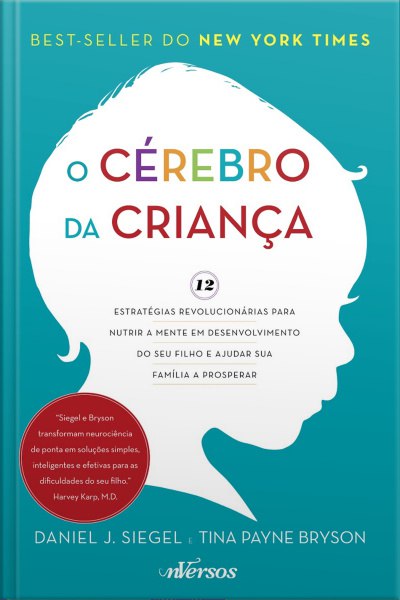 BEST-SELLER DO NEW YORK TIMES
O CÉREBRO
DA CRIANÇA
12
ESTRATÉGIAS REVOLUCIONÁRIAS PARA
NUTRIR A MENTE EM DESENVOLVIMENTO
DO SEU FILHO E AJUDAR SUA
FAMÍLIA A PROSPERAR
"Siegel e Bryson
transformam neurociência
de ponta em soluções simples,
inteligentes e efetivas para as
dificuldades do seu filho."
Harvey Karp, M.D.
DANIEL J. SIEGEL E TINA PAYNE BRYSON
nVersos